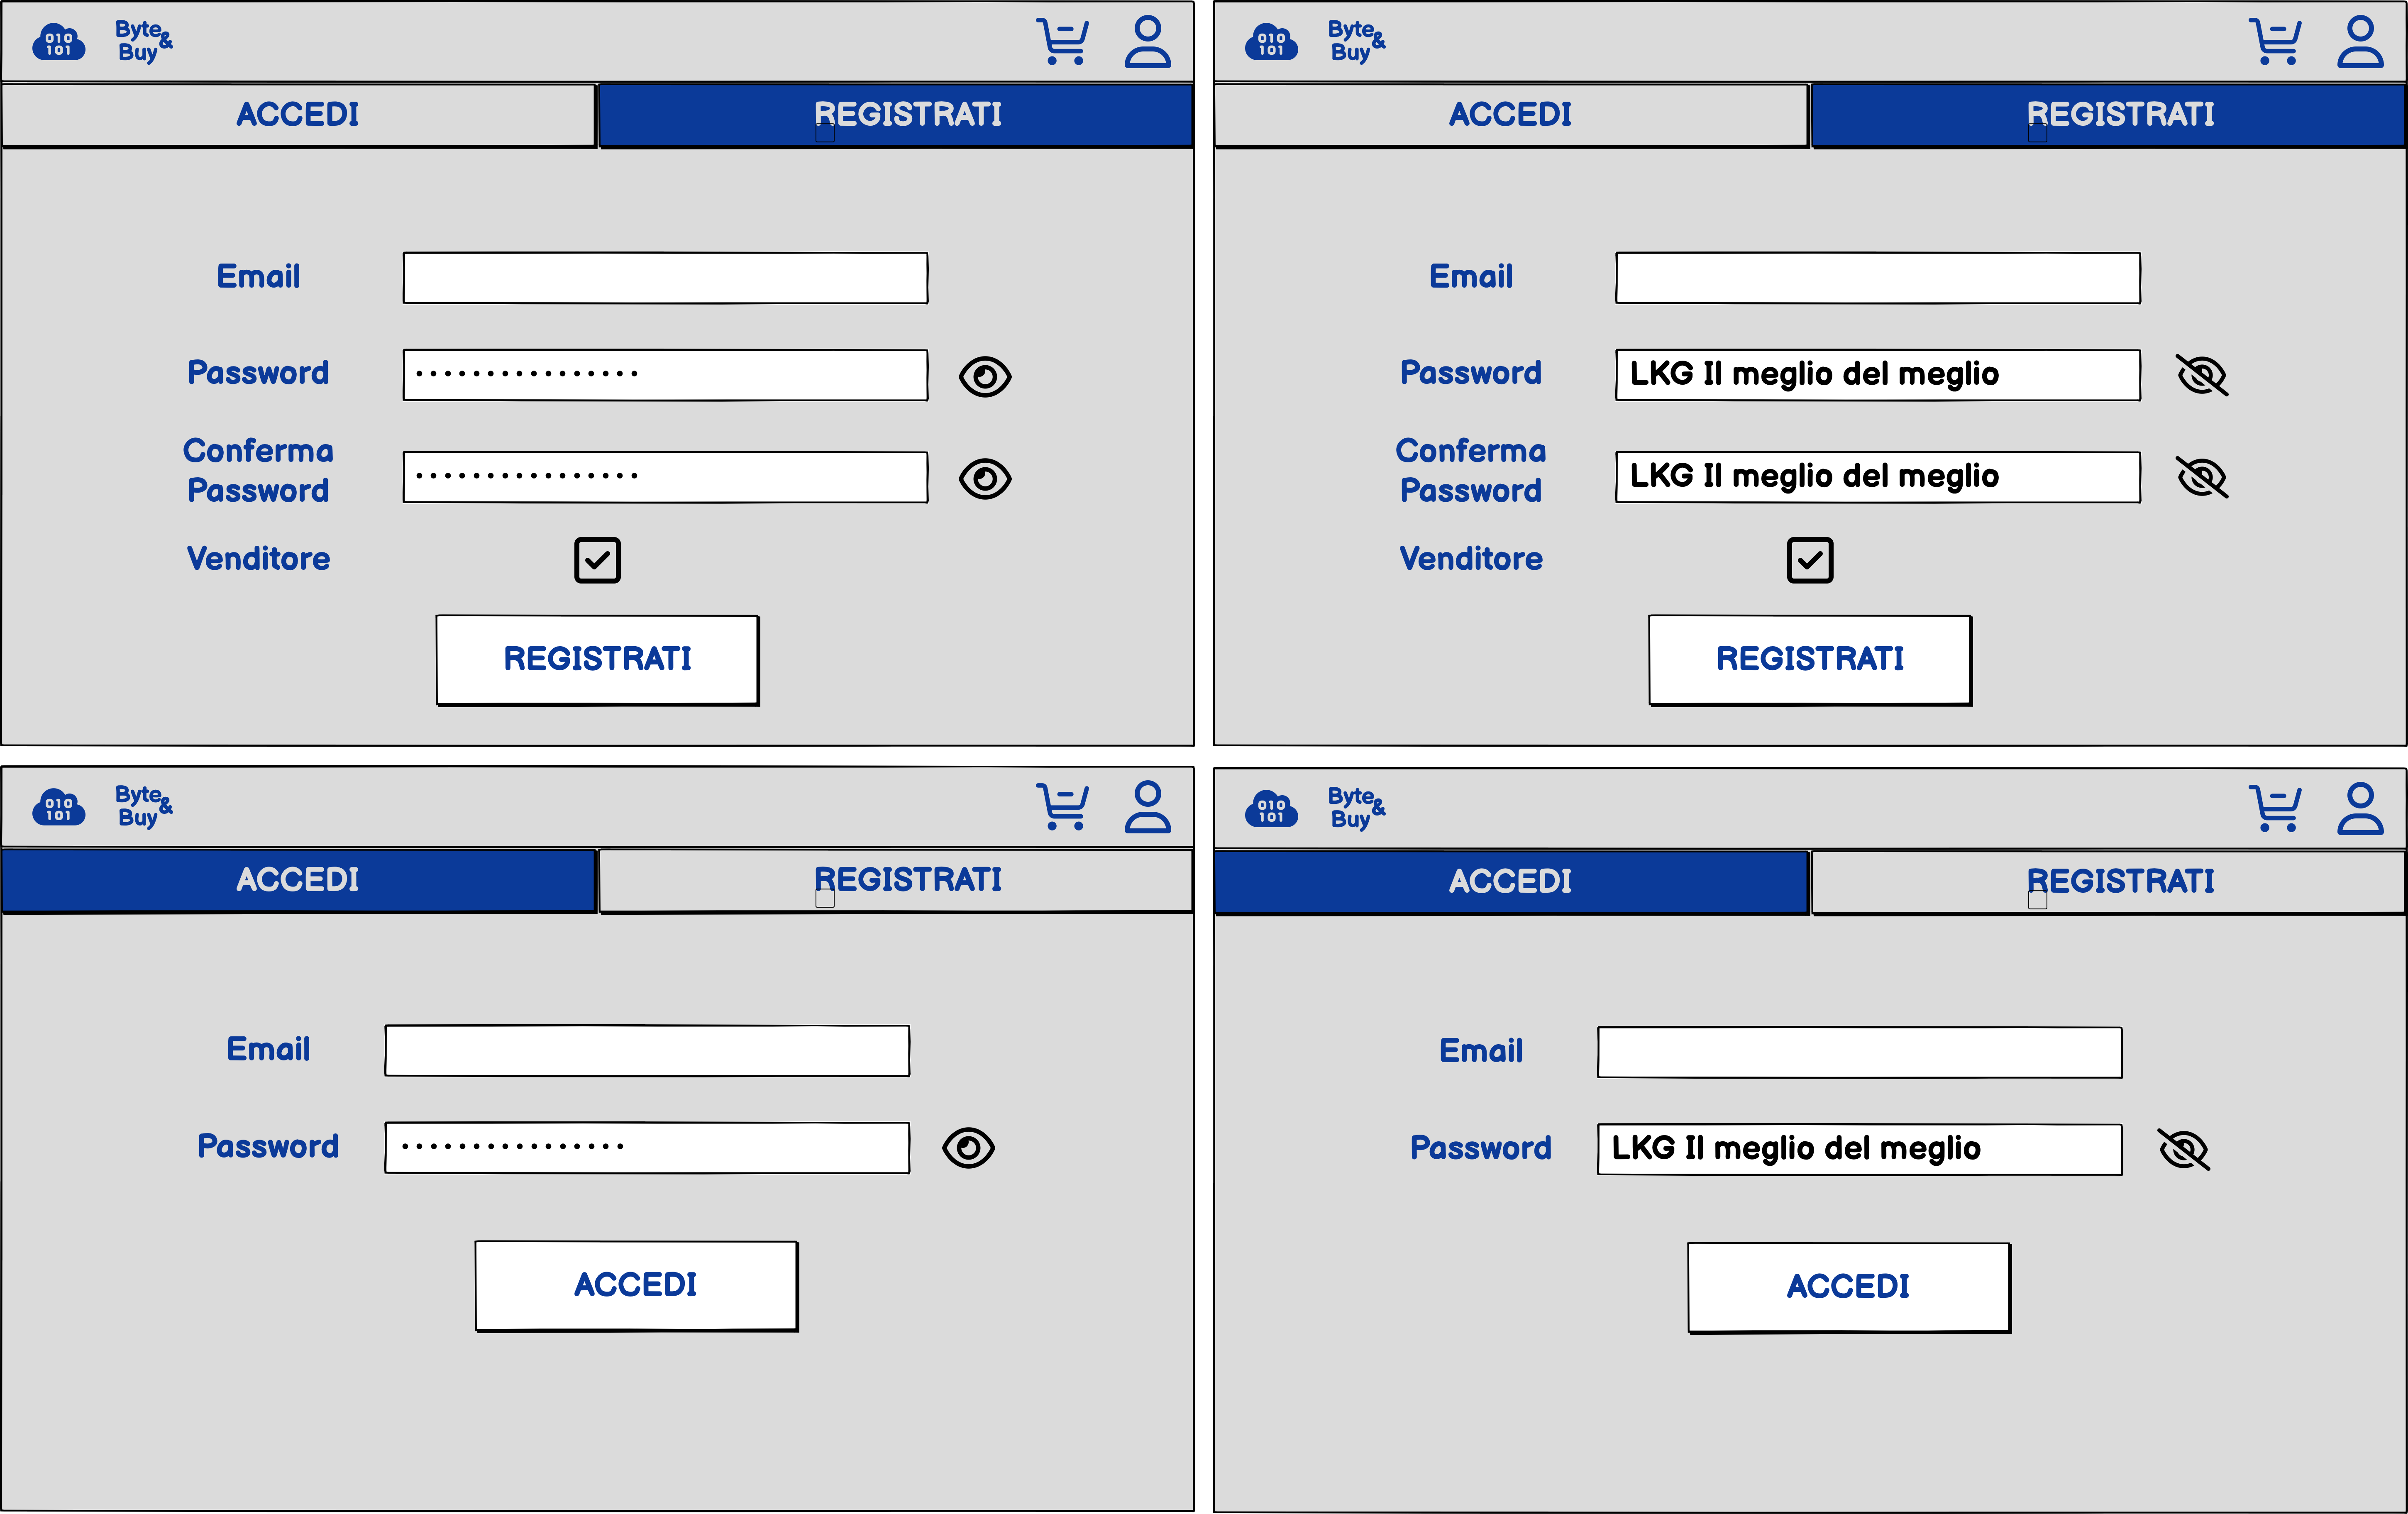 010
101
Byte &
Buy
ACCEDI
REGISTRATI
Email
Password
Conferma
Password
Venditore
REGISTRATI
010
101
Byte &
Buy
ACCEDI
REGISTRATI
Email
Password
LKG Il meglio del meglio
Conferma
Password
LKG Il meglio del meglio
Venditore
REGISTRATI
010
101
Byte &
Buy
ACCEDI
REGISTRATI
Email
Password
ACCEDI
010
101
Byte &
Buy
ACCEDI
REGISTRATI
Email
Password
LKG Il meglio del meglio
ACCEDI